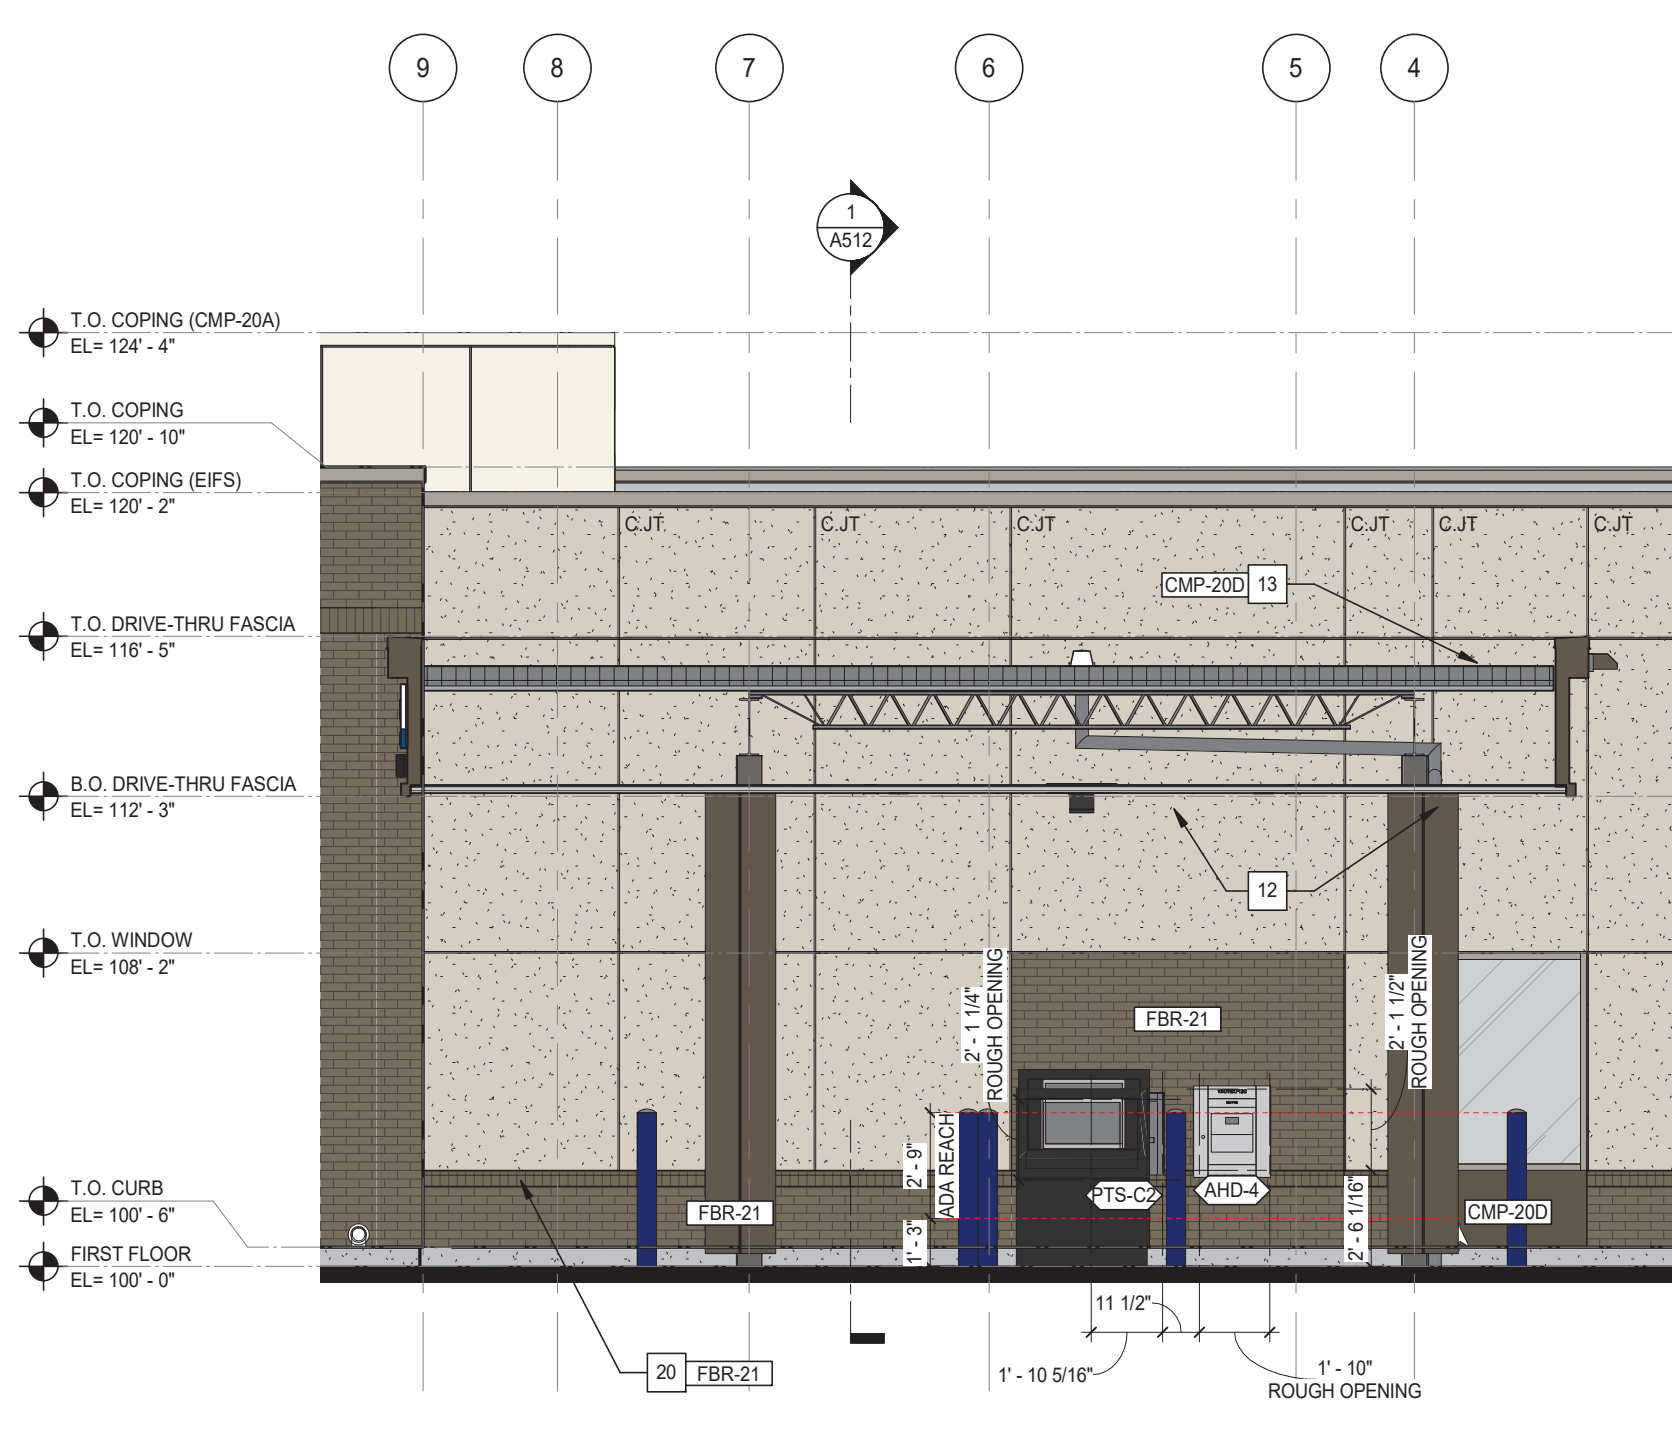 9
8
7
6
5
4
1
A512
T.O. COPING (CMP-20A)
EL= 124' - 4"
T.O. COPING
EL= 120' - 10"
T.O. COPING (EIFS)
EL= 120' - 2"
C.JT
C.JT
C.JT
C.JT
C.JT
C.JT
CMP-20D
13
T.O. DRIVE-THRU FASCIA
EL= 116' - 5"
B.O. DRIVE-THRU FASCIA
EL= 112' - 3"
12
T.O. WINDOW
EL= 108' - 2"
2' - 1 1/4"
ROUGH OPENING
FBR-21
2' - 1 1/2"
ROUGH OPENING
2' - 9"
ADA REACH
1' - 3"
PTS-C2
AHD-4
2' - 6 1/16"
FBR-21
CMP-20D
T.O. CURB
EL= 100' - 6"
FIRST FLOOR
EL= 100' - 0"
11 1/2"
1' - 10 5/16"
1' - 10"
ROUGH OPENING
20
FBR-21